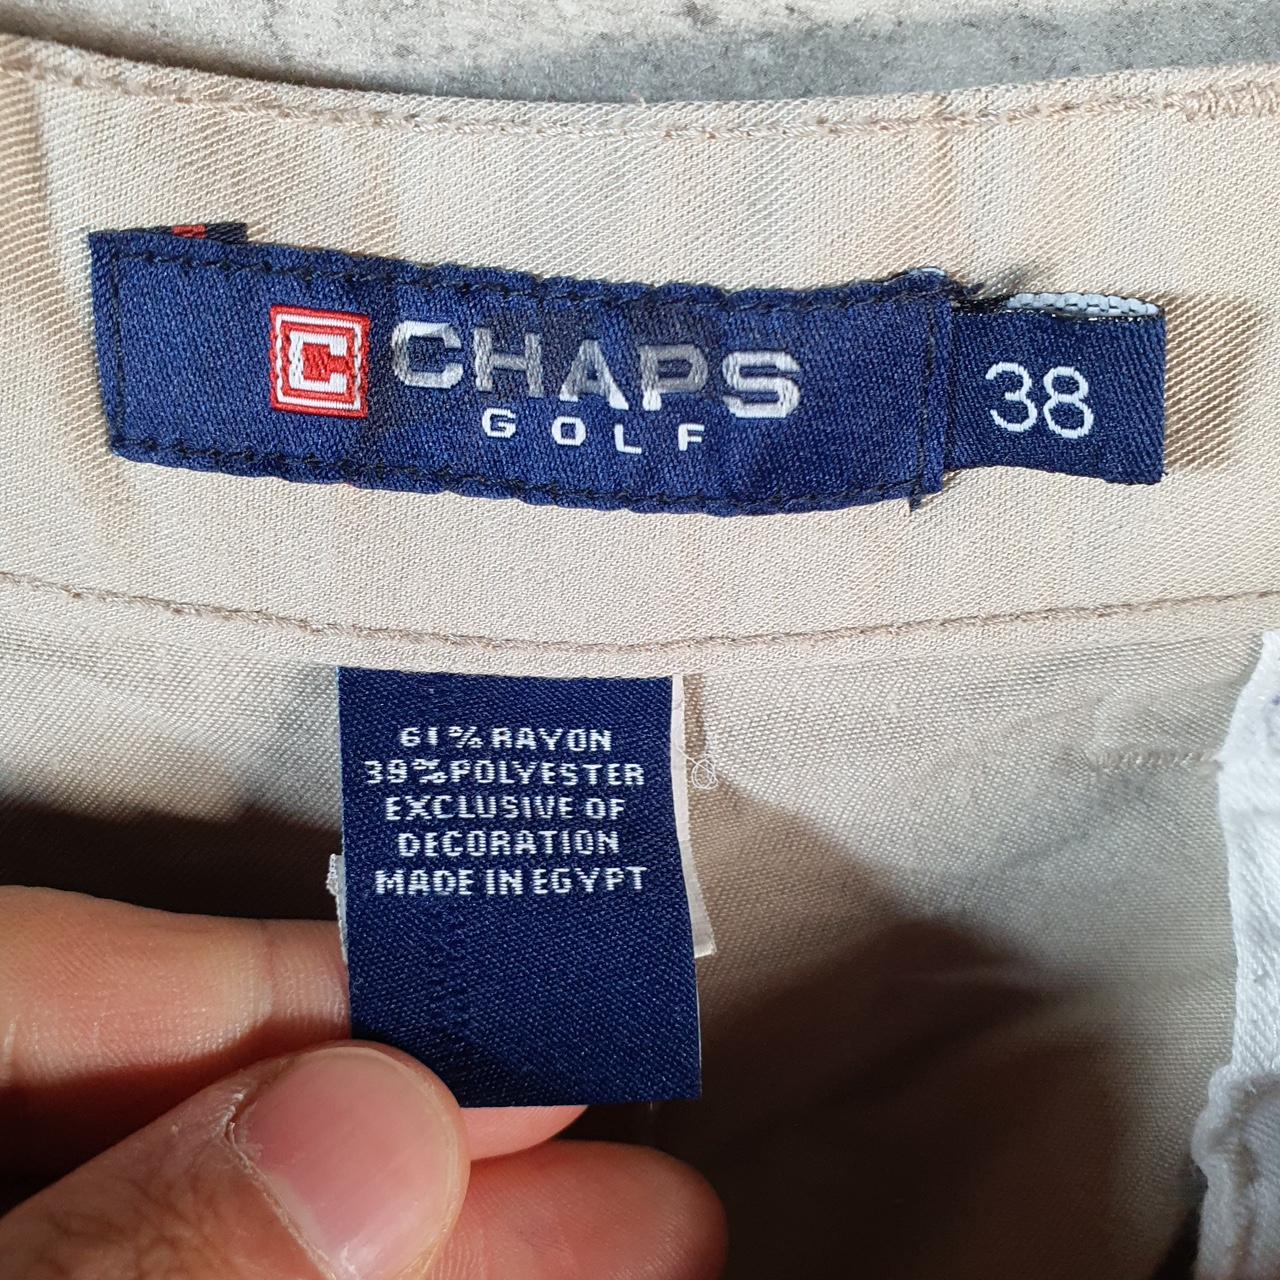 C CHAPS
GOLF
38
61% RAYON
39% POLYESTER
EXCLUSIVE OF
DECORATION
MADE IN EGYPT